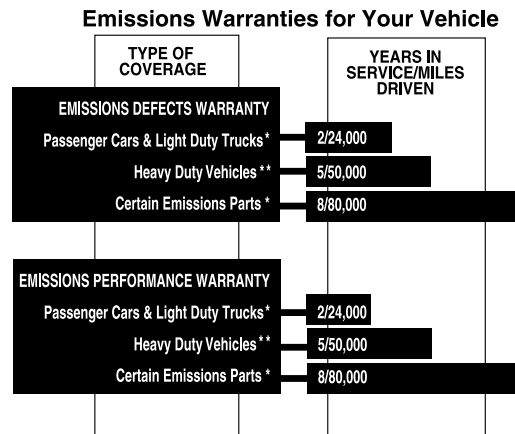 Emissions Warranties for Your Vehicle
TYPE OF
COVERAGE
YEARS IN
SERVICE/MILES
DRIVEN
EMISSIONS DEFECTS WARRANTY
Passenger Cars & Light Duty Trucks* 2/24,000
Heavy Duty Vehicles** 5/50,000
Certain Emissions Parts * 8/80,000
EMISSIONS PERFORMANCE WARRANTY
Passenger Cars & Light Duty Trucks* 2/24,000
Heavy Duty Vehicles** 5/50,000
Certain Emissions Parts * 8/80,000